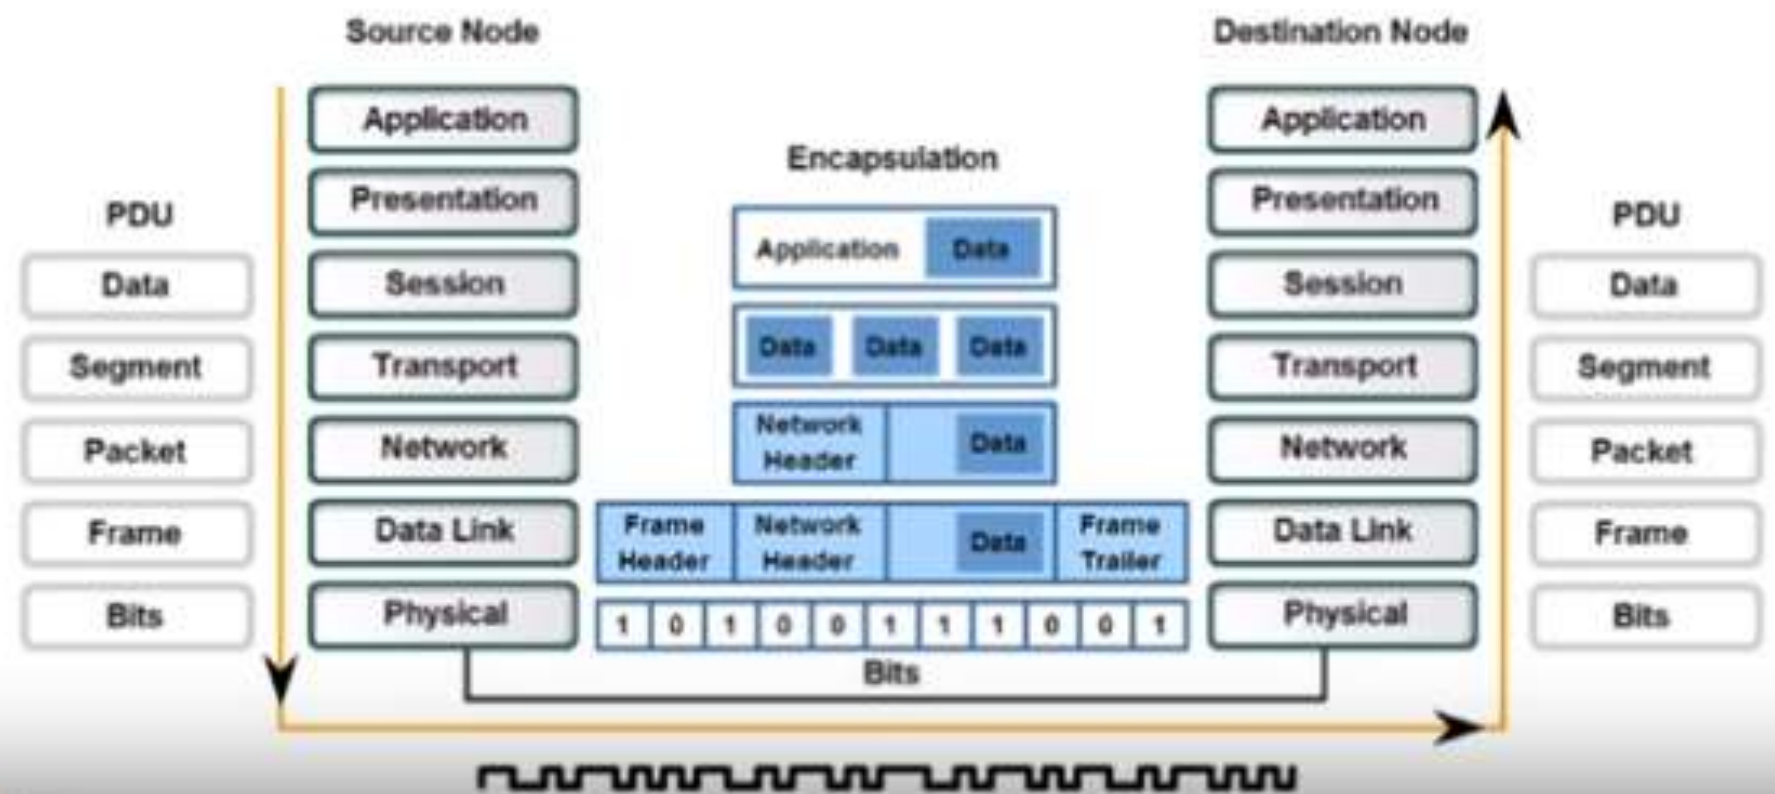 Source Node
Destination Node
Application
Presentation
Session
Transport
Network
Data Link
Physical
PDU
Data
Segment
Packet
Frame
Bits
Encapsulation
Application Data
Data Data Data
Network
Header
Data
Frame
Header
Network
Header
Data
Frame
Trailer
1 0 1 0 0 1 1 1 0 0 1
Bits
Application
Presentation
Session
Transport
Network
Data Link
Physical
PDU
Data
Segment
Packet
Frame
Bits